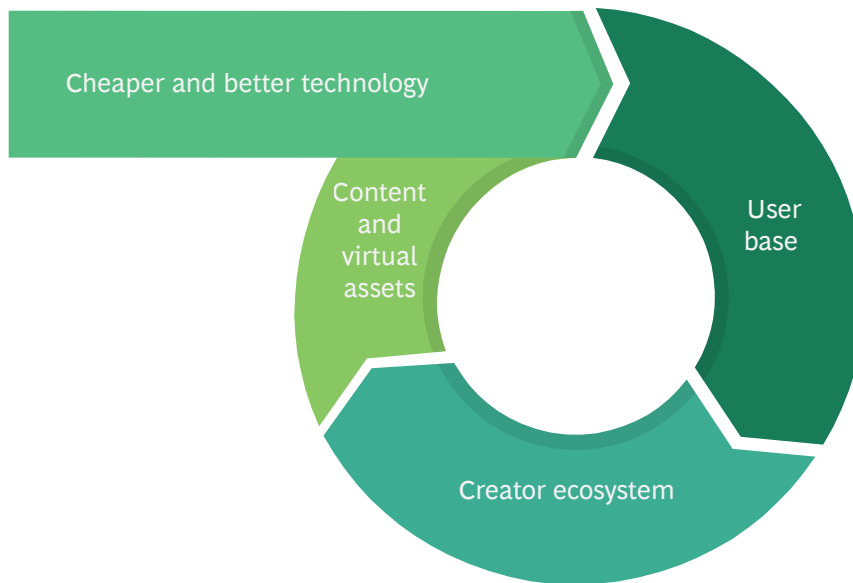 Cheaper and better technology
Content
and
virtual
assets
User
base
Creator ecosystem